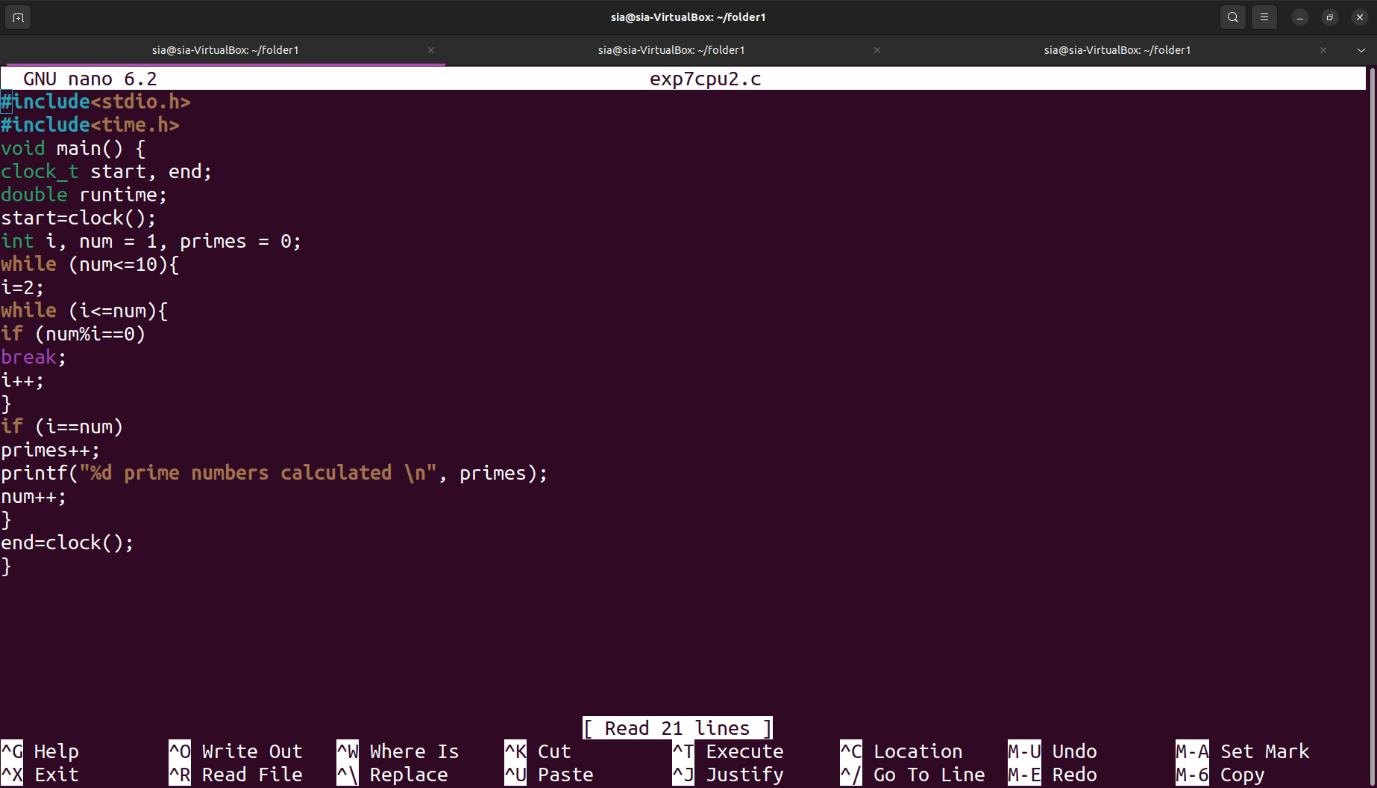 sia@sia-VirtualBox: ~/folder1
sia@sia-VirtualBox: ~/folder1 sia@sia-VirtualBox: ~/folder1 sia@sia-VirtualBox: ~/folder1
GNU nano 6.2 exp7cpu2.c
#include<stdio.h>
#include<time.h>
void main() {
clock_t start, end;
double runtime;
start=clock();
int i, num = 1, primes = 0;
while (num<=10){
i=2;
while (i<=num){
if (num%i==0)
break;
i++;
}
if (i==num)
primes++;
printf("%d prime numbers calculated \n", primes);
num++;
}
end=clock();
}
[ Read 21 lines ]
^G Help ^O Write Out ^W Where Is ^K Cut ^T Execute ^C Location M-U Undo M-A Set Mark
^X Exit ^R Read File ^\ Replace ^U Paste ^J Justify ^/ Go To Line M-E Redo M-6 Copy